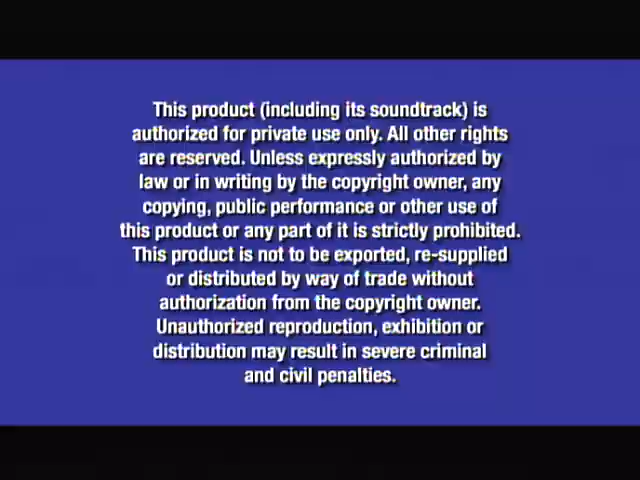 This product (including its soundtrack) is
authorized for private use only. All other rights
are reserved. Unless expressly authorized by
law or in writing by the copyright owner, any
copying, public performance or other use of
this product or any part of it is strictly prohibited.
This product is not to be exported, re-supplied
or distributed by way of trade without
authorization from the copyright owner.
Unauthorized reproduction, exhibition or
distribution may result in severe criminal
and civil penalties.